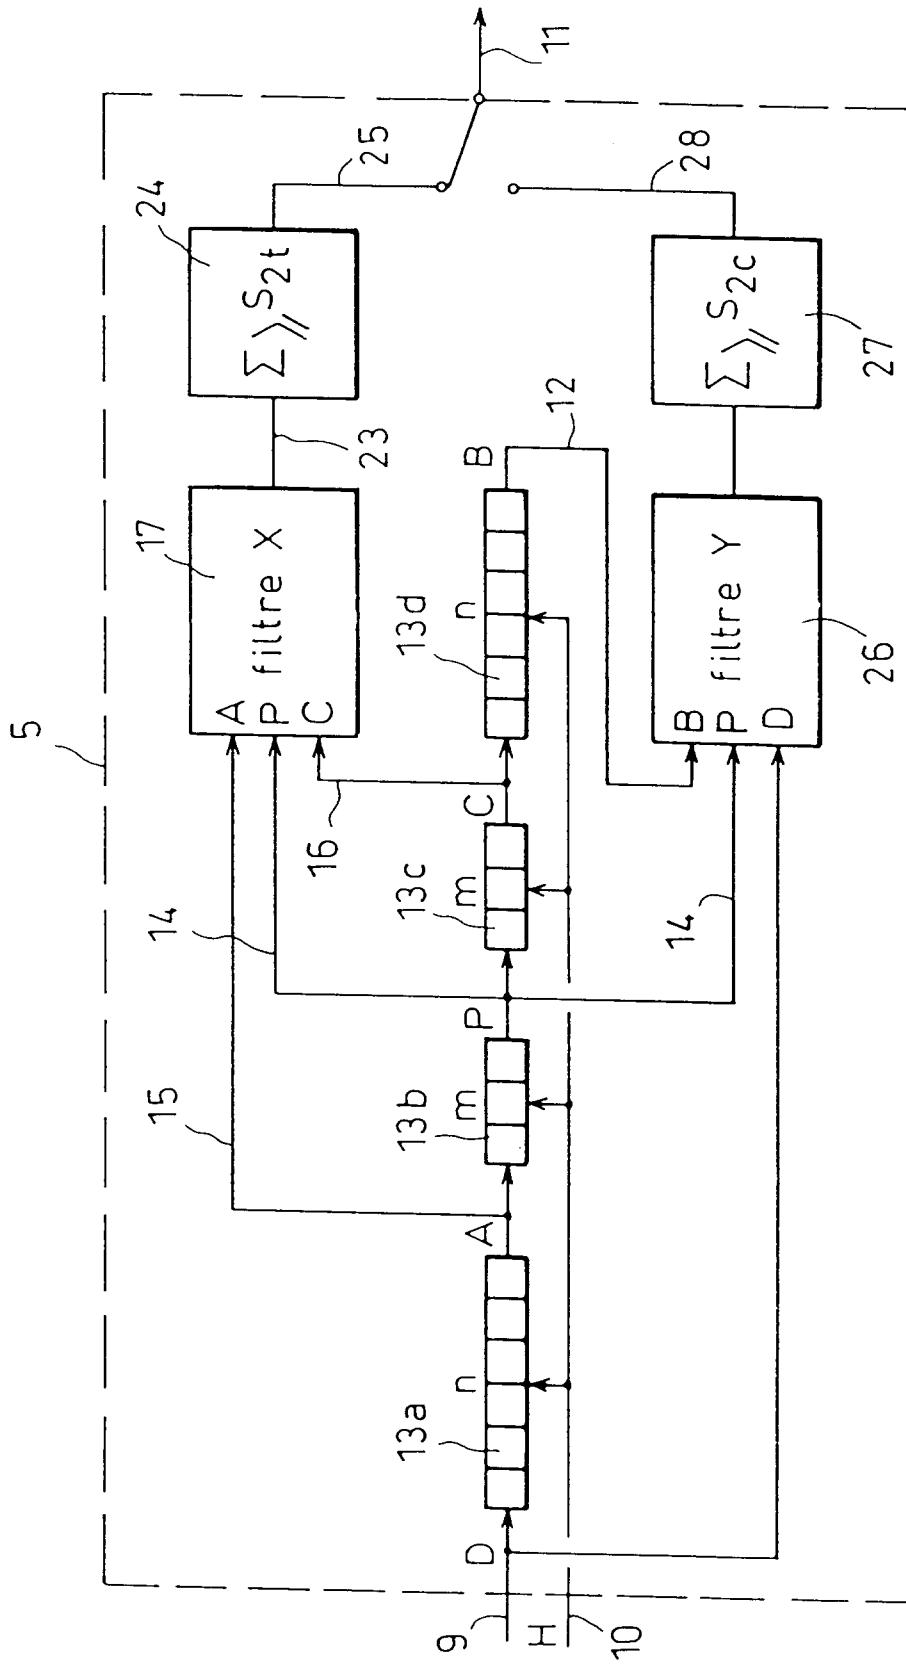 5
24
Σ ⩾ S2t
25
11
23
17
filtre X
A
P
C
15
14
16
12
28
9
D
13a
n
A
13b
m
P
13c
m
C
13d
n
B
H
10
14
B
P
D
filtre Y
26
Σ ⩾ S2c
27